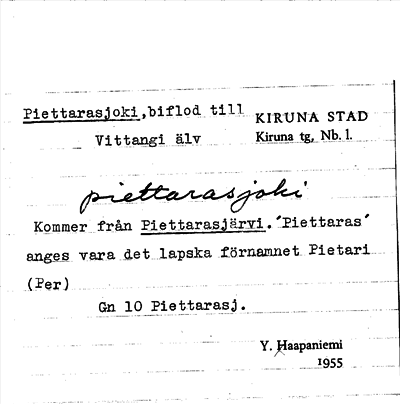 Piettarasjoki,biflod till
Vittangi älv
KIRUNA STAD
Kiruna tg, Nb. l.
piettarasjoki
Kommer från Piettarasjärvi.´Piettaras´
anges vara det lapska förnamnet Pietari
(Per)
Gn 10 Piettarasj.
Y. Haapaniemi
1955